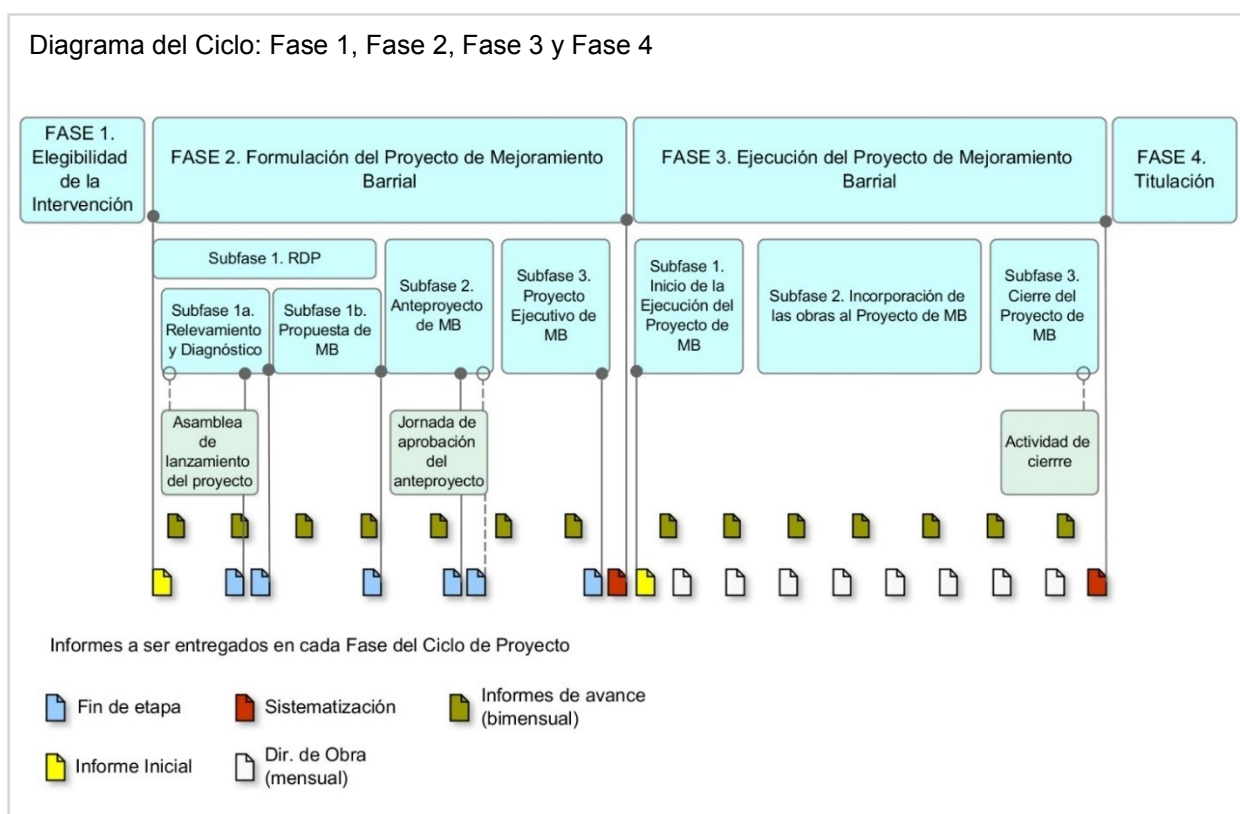 Diagrama del Ciclo: Fase 1, Fase 2, Fase 3 y Fase 4
FASE 1.
Elegibilidad
de la
Intervención
FASE 2. Formulación del Proyecto de Mejoramiento
Barrial
FASE 3. Ejecución del Proyecto de Mejoramiento
Barrial
FASE 4.
Titulación
Subfase 1. RDP
Subfase 1a.
Relevamiento
y Diagnóstico
Subfase 1b.
Propuesta de
MB
Subfase 2.
Anteproyecto
de MB
Subfase 3.
Proyecto
Ejecutivo de
MB
Subfase 1.
Inicio de la
Ejecución del
Proyecto de
MB
Subfase 2. Incorporación de
las obras al Proyecto de MB
Subfase 3.
Cierre del
Proyecto de
MB
Asamblea
de
lanzamiento
del proyecto
Jornada de
aprobación
del
anteproyecto
Actividad de
cierrre
Informes a ser entregados en cada Fase del Ciclo de Proyecto
Fin de etapa
Sistematización
Informes de avance
(bimensual)
Informe Inicial
Dir. de Obra
(mensual)